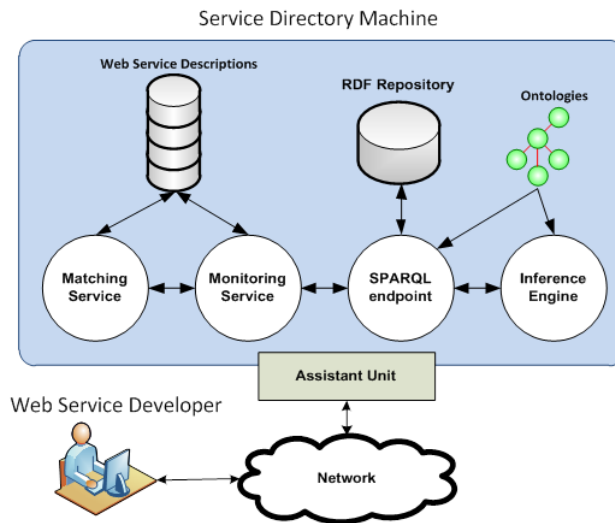 Service Directory Machine
Web Service Descriptions
RDF Repository
Ontologies
Matching
Service
Monitoring
Service
SPARQL
endpoint
Inference
Engine
Assistant Unit
Web Service Developer
Network